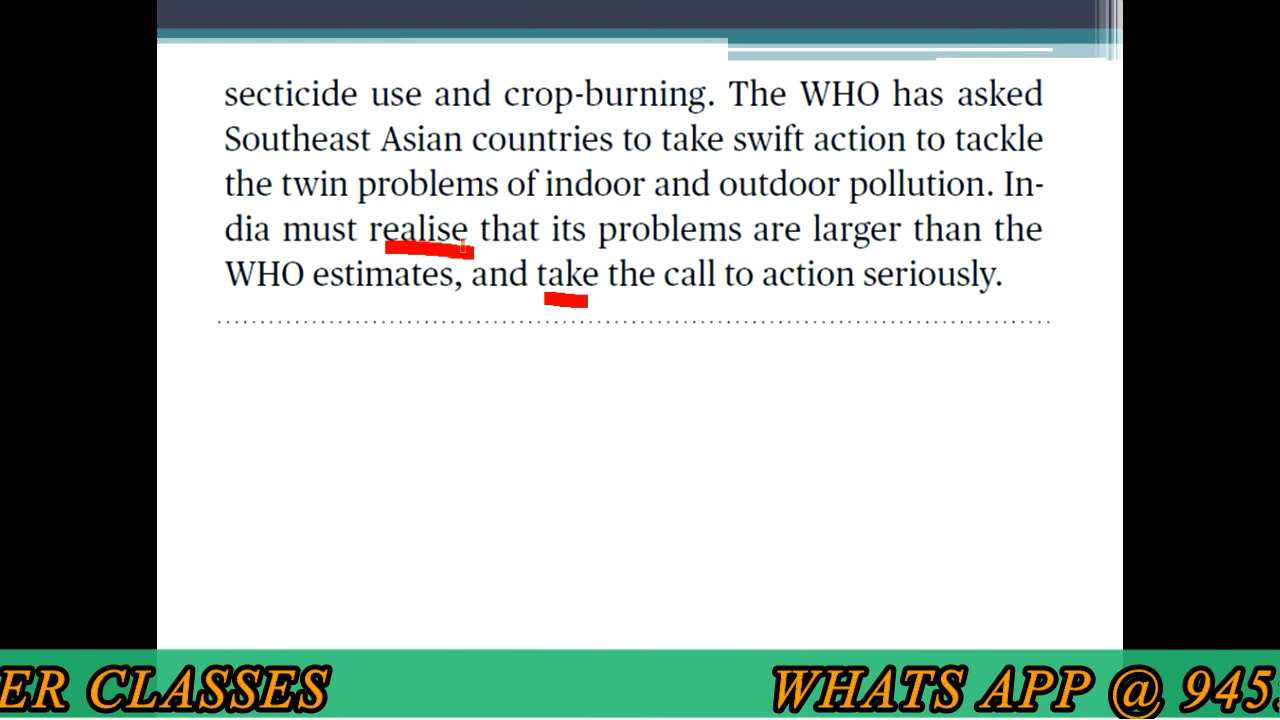 secticide use and crop-burning. The WHO has asked
Southeast Asian countries to take swift action to tackle
the twin problems of indoor and outdoor pollution. In-
dia must realise that its problems are larger than the
WHO estimates, and take the call to action seriously.
ER CLASSES WHATS APP @ 945